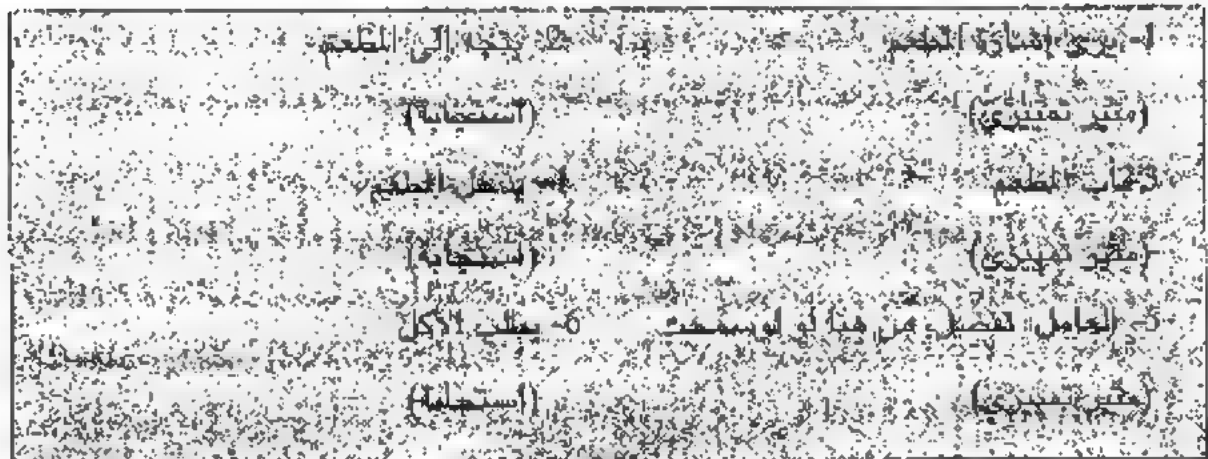 1- يرى إشارة المطعم 2- يتجه إلى المطعم
(مثير تمييزي) (استجابة)
3- باب المطعم 4- يدخل المطعم
(مثير تمييزي) (استجابة)
5- العامل: تفضل من هنا لو سمحت 6- يطلب الأكل
(مثير تمييزي) (استجابة)